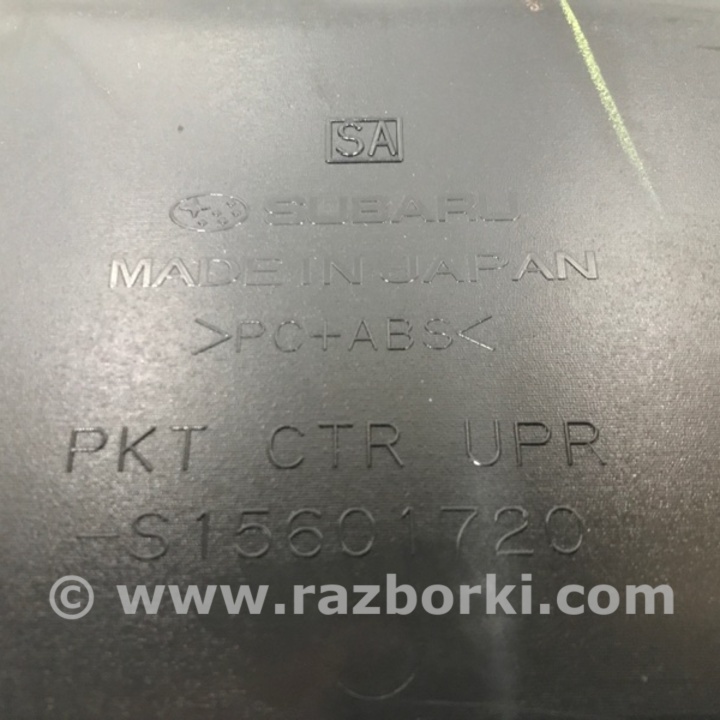 SA
SUBARU
MADE IN JAPAN
>PC+ABS<
PKT CTR UPR
-S15601720
© www.razborki.com